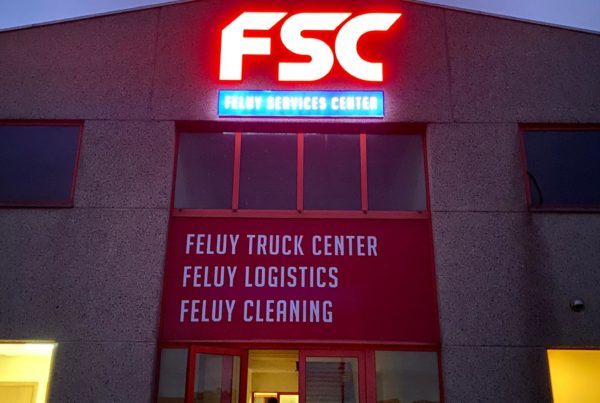 FSC
FELUY SERVICES CENTER
FELUY TRUCK CENTER
FELUY LOGISTICS
FELUY CLEANING